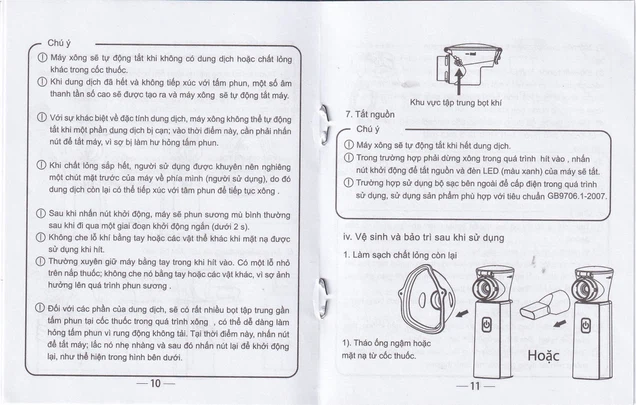 Chú ý
ⓘ Máy xông sẽ tự động tắt khi không có dung dịch hoặc chất lỏng
khác trong cốc thuốc.
ⓘ Khi dung dịch đã hết và không tiếp xúc với tấm phun, một số âm
thanh tần số cao sẽ được tạo ra và máy xông sẽ tự động tắt máy.
ⓘ Với sự khác biệt về đặc tính dung dịch, máy xông không thể tự động
tắt khi một phần dung dịch bị cạn; vào thời điểm này, cần phải nhấn
nút để tắt máy, vì sợ bị làm hư hỏng tấm phun.
ⓘ Khi chất lỏng sắp hết, người sử dụng được khuyên nên nghiêng
một chút mặt trước của máy về phía mình (người sử dụng), do đó
dung dịch còn lại có thể tiếp xúc với tâm phun để tiếp tục xông .
ⓘ Sau khi nhấn nút khởi động, máy sẽ phun sương mù bình thường
sau khi đi qua một giai đoạn khởi động ngắn (dưới 2 s).
ⓘ Không che lỗ khí bằng tay hoặc các vật thể khác khi mặt nạ được
sử dụng khi hít.
ⓘ Thường xuyên giữ máy bằng tay trong khi hít vào. Có một lỗ nhỏ
trên nắp thuốc; không che nó bằng tay hoặc các vật khác, vì sợ ảnh
hưởng lên quá trình phun sương .
ⓘ Đối với các phần của dung dịch, sẽ có rất nhiều bọt tập trung gần
tấm phun tại cốc thuốc trong quá trình xông , có thể dễ dàng làm
hỏng tấm phun vì rung động không tải. Tại thời điểm này, nhấn nút
để tắt máy; lắc nó nhẹ nhàng và sau đó nhấn nút lại để khởi động
lại, như thể hiện trong hình bên dưới.
— 10 —
Khu vực tập trung bọt khí
7. Tắt nguồn
Chú ý
ⓘ Máy xông sẽ tự động tắt khi hết dung dịch.
ⓘ Trong trường hợp phải dừng xông trong quá trình hít vào , nhấn
nút khởi động để tắt nguồn và đèn LED (màu xanh) của máy sẽ tắt.
ⓘ Trường hợp sử dụng bộ sạc bên ngoài để cấp điện trong quá trình
sử dụng, sử dụng sản phẩm phù hợp với tiêu chuẩn GB9706.1-2007.
iv. Vệ sinh và bảo trì sau khi sử dụng
1. Làm sạch chất lỏng còn lại
Hoặc
1). Tháo ống ngậm hoặc
mặt nạ từ cốc thuốc.
— 11 —